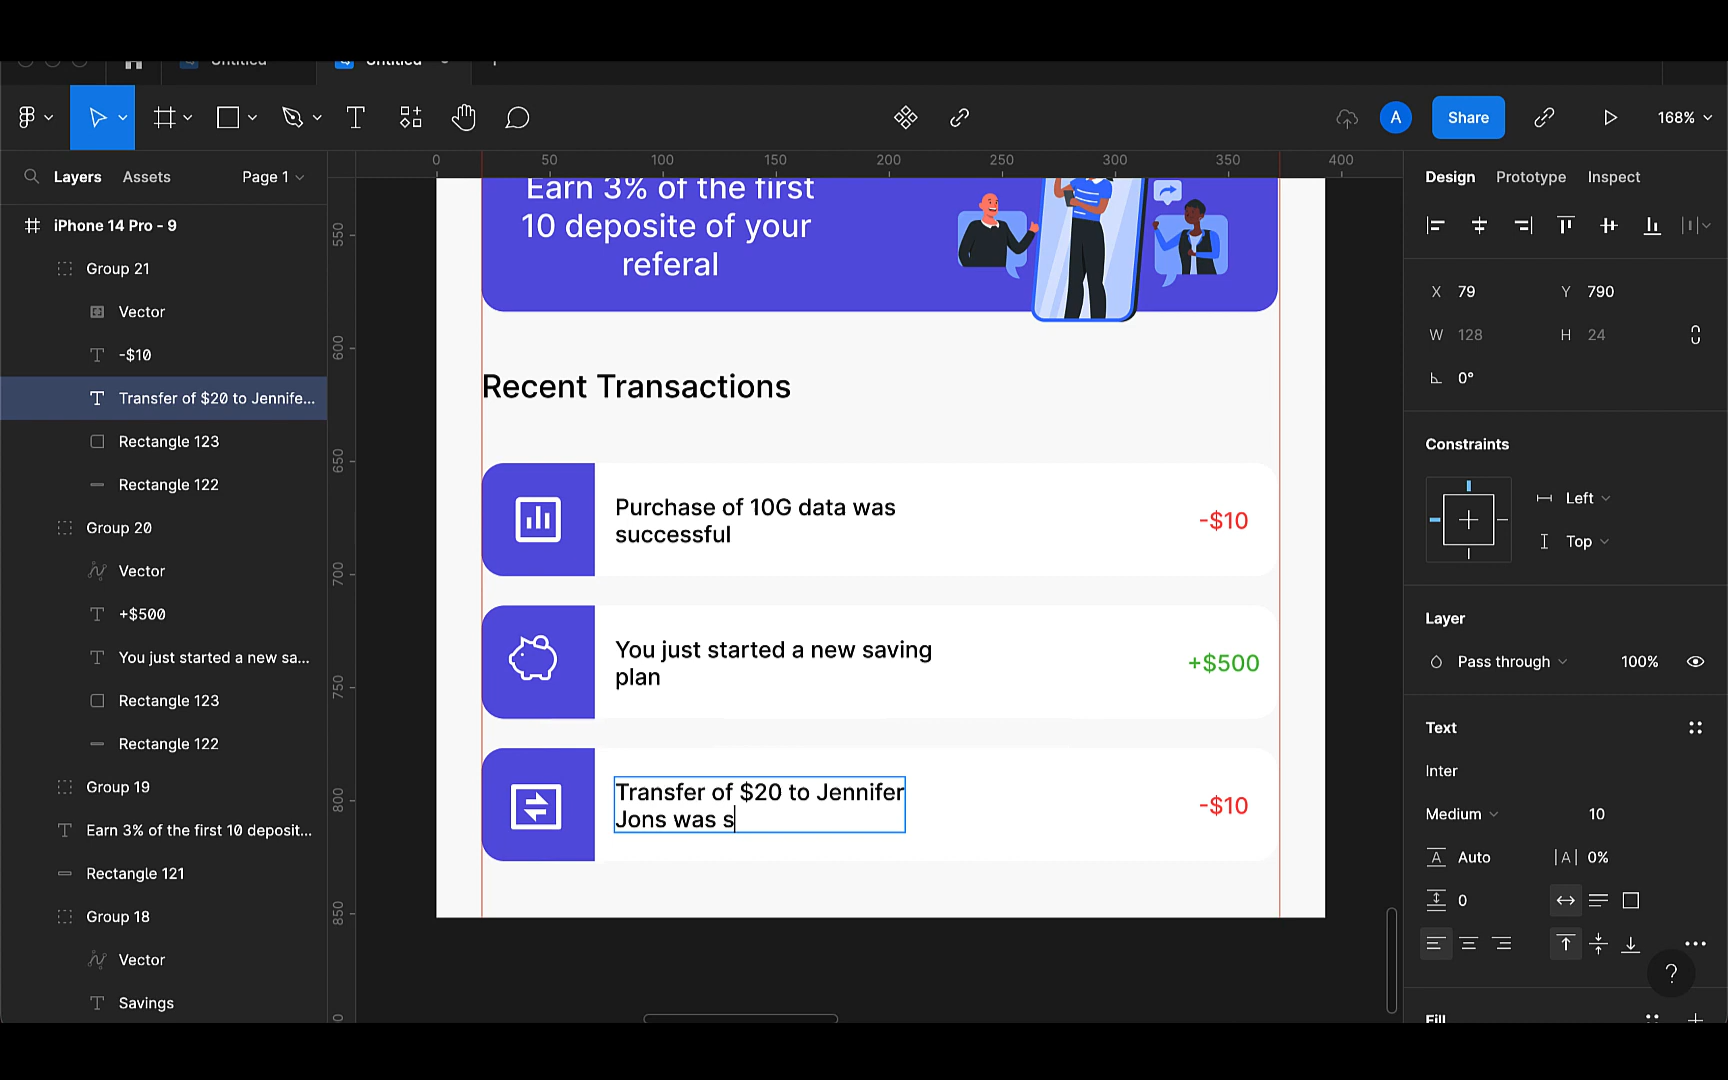 Untitled
Untitled
Share
A
168%
Layers
Assets
Page 1
iPhone 14 Pro - 9
Group 21
Vector
-$10
Transfer of $20 to Jennife...
Rectangle 123
Rectangle 122
Group 20
Vector
+$500
You just started a new sa...
Rectangle 123
Rectangle 122
Group 19
Earn 3% of the first 10 deposit...
Rectangle 121
Group 18
Vector
Savings
0
50
100
150
200
250
300
350
400
550
600
650
700
750
800
850
Earn 3% of the first
10 deposite of your
referal
Recent Transactions
Purchase of 10G data was
successful
-$10
You just started a new saving
plan
+$500
Transfer of $20 to Jennifer
Jons was s
-$10
Design
Prototype
Inspect
X 79
Y 790
W 128
H 24
0°
Constraints
Left
Top
Layer
Pass through
100%
Text
Inter
Medium
10
Auto
|A| 0%
0
?
Fill